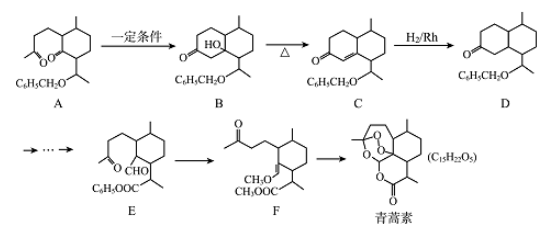 O
O
C₆H₅CH₂O
A
一定条件
HO
O
C₆H₅CH₂O
B
△
O
C₆H₅CH₂O
C
H₂/Rh
O
C₆H₅CH₂O
D
→ ··· →
O
CHO
C₆H₅OOC
E
O
CH₃O
CH₃OOC
F
O
O
O
O
O
(C₁₅H₂₂O₅)
青蒿素